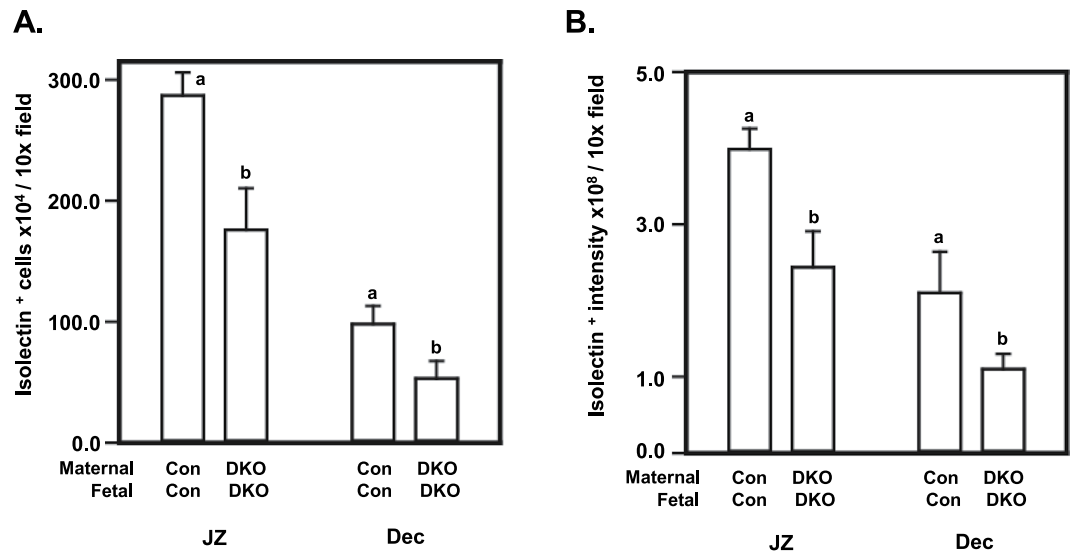 A.
Isolectin ⁺ cells x10⁴ / 10x field
300.0
200.0
100.0
0.0
a
b
a
b
Maternal Con DKO Con DKO
Fetal Con DKO Con DKO
JZ Dec
B.
Isolectin ⁺ intensity x10⁸ / 10x field
5.0
3.0
1.0
0.0
a
b
a
b
Maternal Con DKO Con DKO
Fetal Con DKO Con DKO
JZ Dec